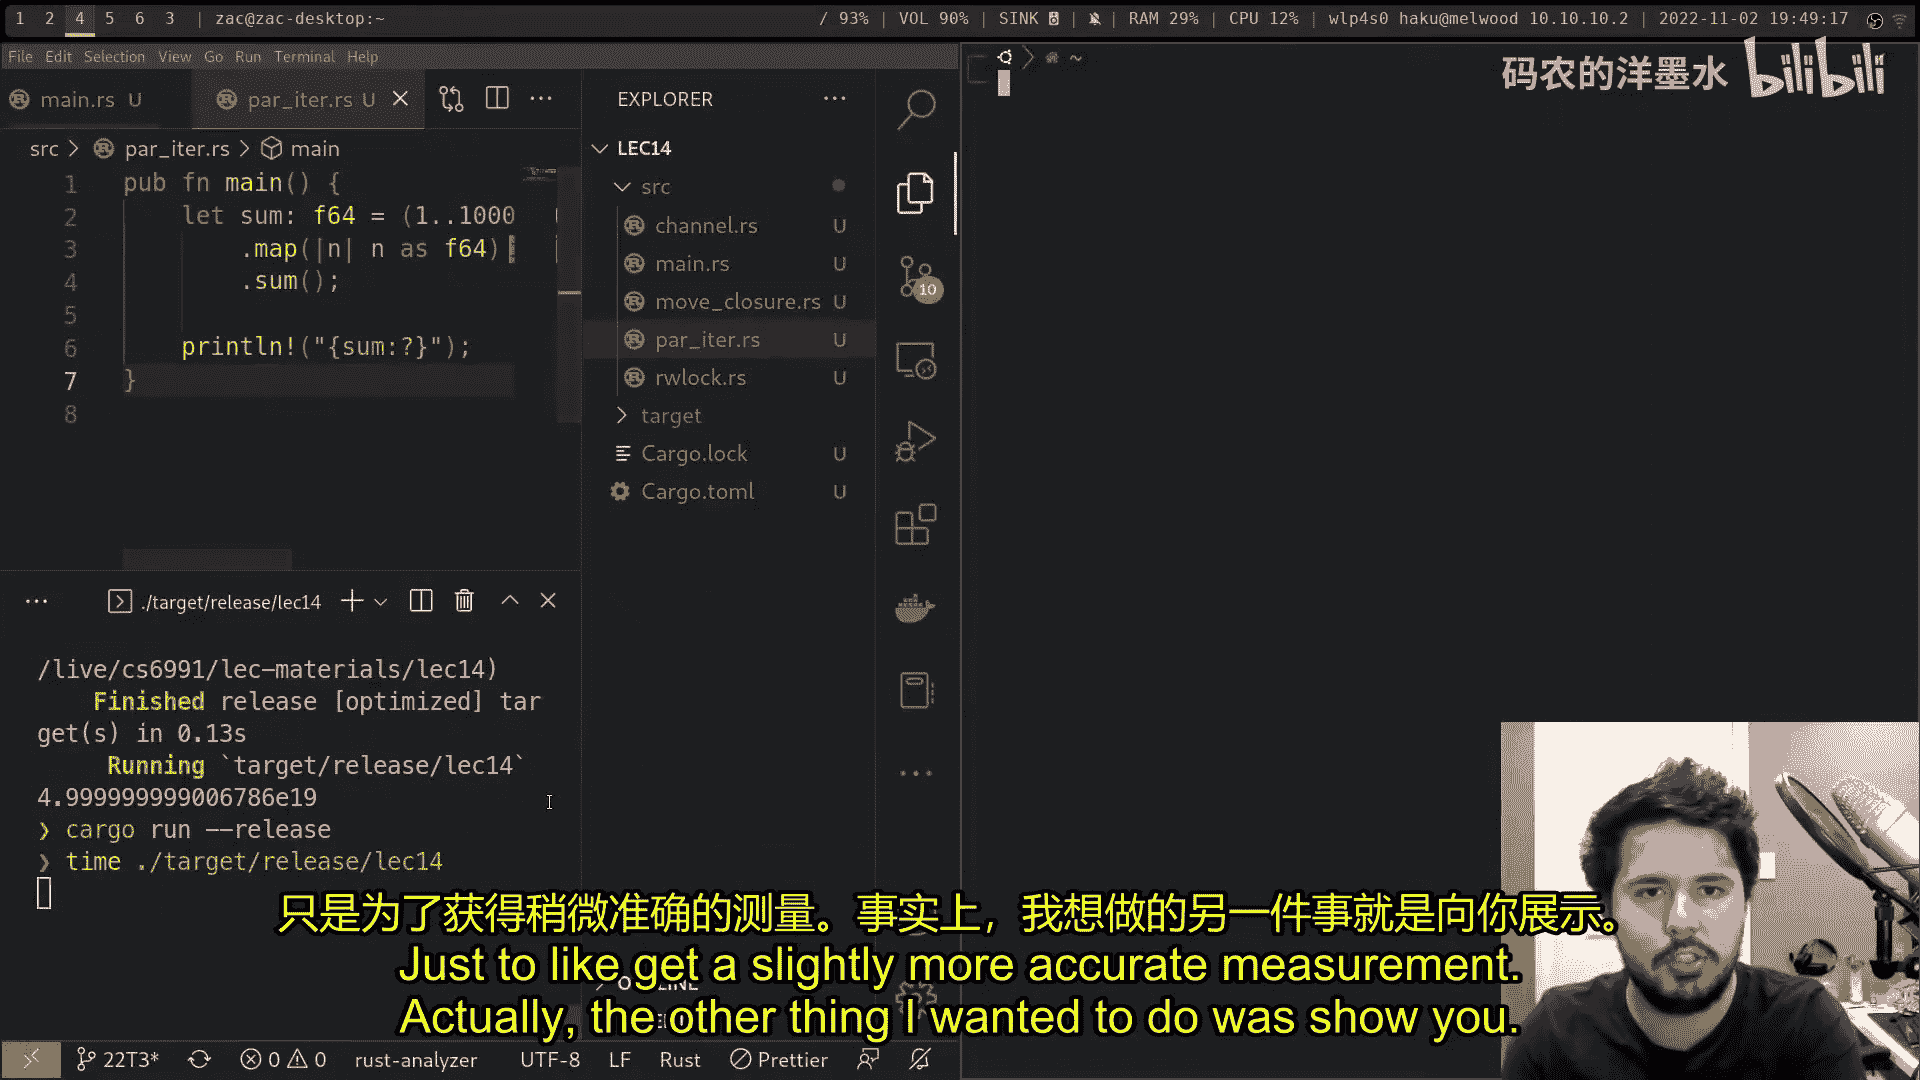 1 2 4 5 6 3 | zac@zac-desktop:~
/ 93% | VOL 90% | SINK | | RAM 29% | CPU 12% | wlp4s0 haku@melwood 10.10.10.2 | 2022-11-02 19:49:17
File Edit Selection View Go Run Terminal Help
main.rs U
par_iter.rs U
src > par_iter.rs > main
1 pub fn main() {
2 let sum: f64 = (1..1000
3 .map(|n| n as f64)
4 .sum();
5
6 println!("{sum:?}");
7 }
8
./target/release/lec14
/live/cs6991/lec-materials/lec14)
Finished release [optimized] tar
get(s) in 0.13s
Running `target/release/lec14`
4.999999999006786e19
❯ cargo run --release
❯ time ./target/release/lec14
EXPLORER
LEC14
src
channel.rs U
main.rs U
move_closure.rs U
par_iter.rs U
rwlock.rs U
target
Cargo.lock U
Cargo.toml U
10
~
码农的洋墨水 bilibili
只是为了获得稍微准确的测量。事实上，我想做的另一件事就是向你展示。
Just to like get a slightly more accurate measurement.
Actually, the other thing I wanted to do was show you.
22T3* 0 0 rust-analyzer UTF-8 LF Rust Prettier